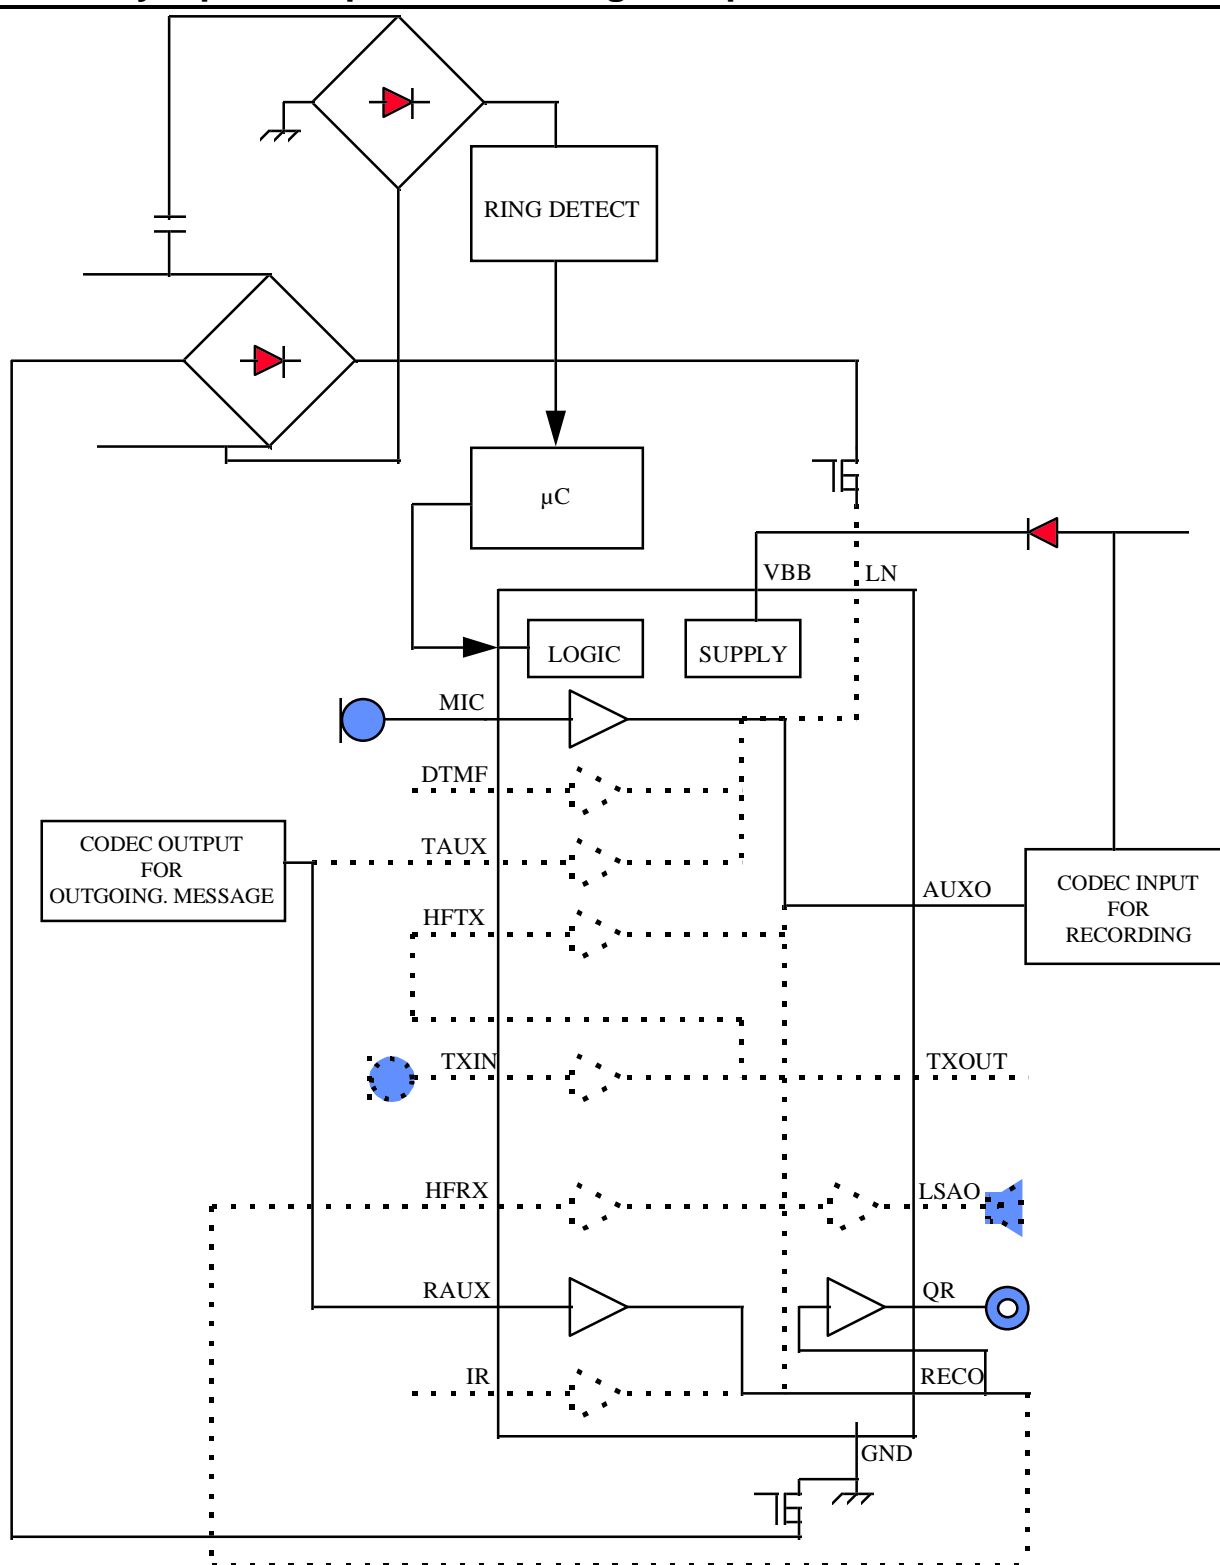 RING DETECT
µC
VBB
LN
LOGIC
SUPPLY
MIC
DTMF
CODEC OUTPUT
FOR
OUTGOING. MESSAGE
TAUX
AUXO
CODEC INPUT
FOR
RECORDING
HFTX
TXIN
TXOUT
HFRX
LSAO
RAUX
QR
IR
RECO
GND